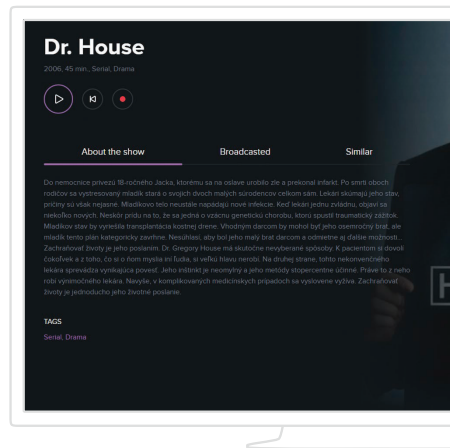 Dr. House
2006, 45 min., Serial, Drama
About the show
Broadcasted
Similar
Do nemocnice privezú 18-ročného Jacka, ktorému sa na oslave urobilo zle a prekonal infarkt. Po smrti oboch
rodičov sa vystresovaný mladík stará o svojich dvoch malých súrodencov celkom sám. Lekári skúmajú jeho stav,
príčiny sú však nejasné. Mladíkovo telo neustále napádajú nové infekcie. Keď lekári jednu zvládnu, objaví sa
niekoľko nových. Neskôr prídu na to, že sa jedná o vzácnu genetickú chorobu, ktorú spustil traumatický zážitok.
Mladíkov stav by vyriešila transplantácia kostnej drene. Vhodným darcom by mohol byť jeho osemročný brat, ale
mladík tento plán kategoricky zavrhne. Nesúhlasí, aby bol jeho malý brat darcom a odmietne aj ďalšie možnosti...
Zachraňovať životy je jeho poslaním, Dr. Gregory House má skutočne nevyberané spôsoby. K pacientom si dovolí
čokoľvek a z toho, čo si o ňom myslia iní ľudia, si veľkú hlavu nerobí. Na druhej strane, tohto nekonvenčného
lekára sprevádza vynikajúca povesť. Jeho inštinkt je neomylný a jeho metódy stopercentne účinné. Práve to z neho
robí výnimočného lekára. Navyše, v komplikovaných medicínskych prípadoch sa vyslovene vyžíva. Zachraňovať
životy je jednoducho jeho životné poslanie.
TAGS
Serial, Drama
H